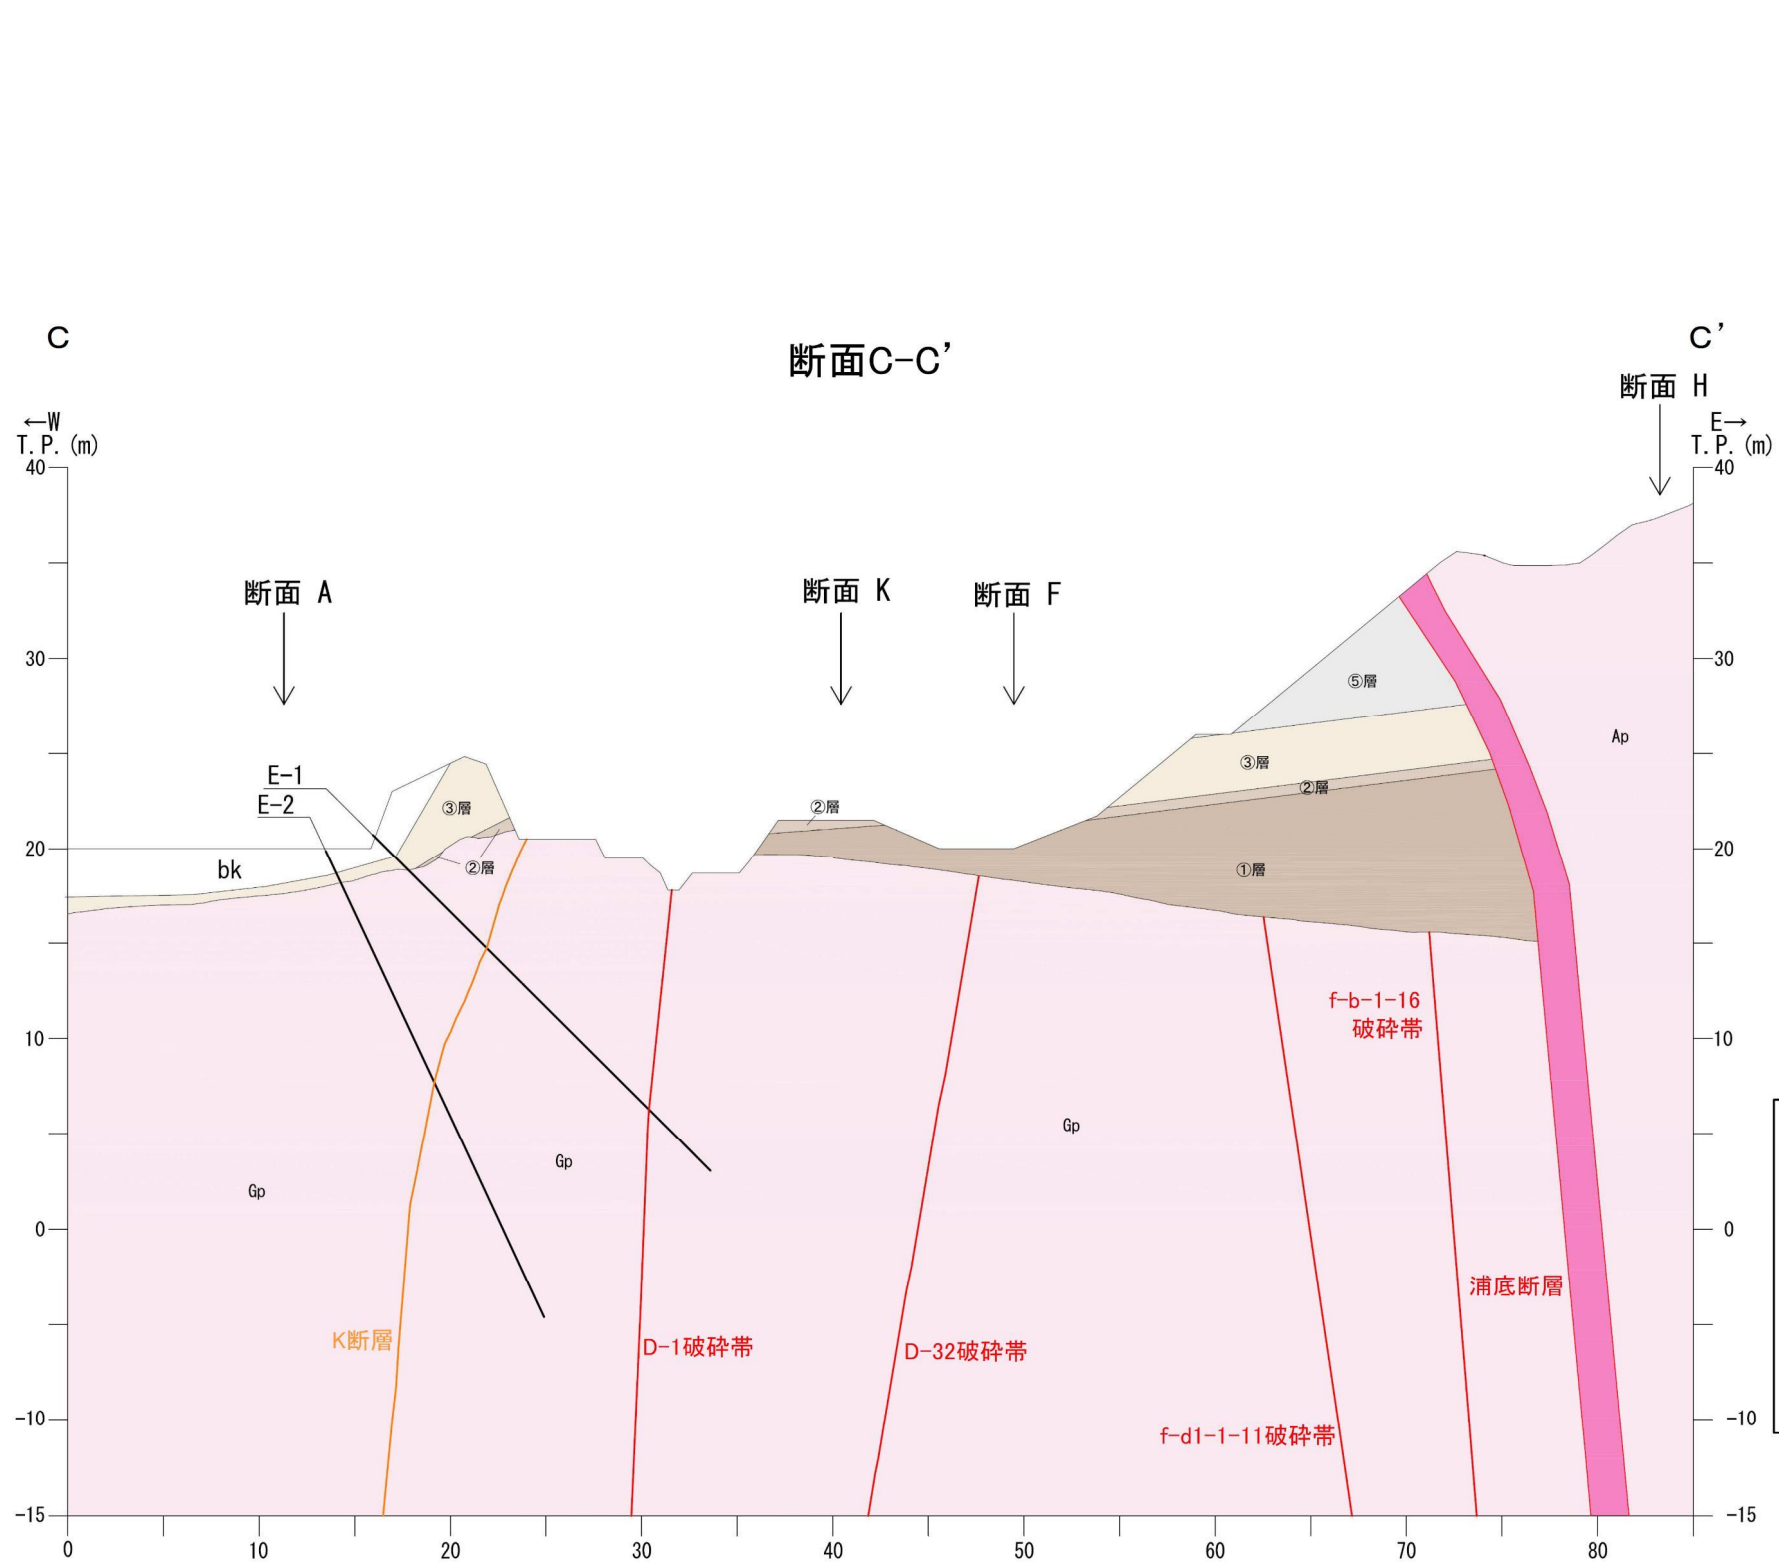 C
C’
断面C-C’
断面 H
←W
E→
T.P.(m)
T.P.(m)
40
40
断面 A
断面 K
断面 F
30
30
⑤層
Ap
③層
②層
E-1
E-2
③層
②層
②層
20
20
bk
①層
f-b-1-16
破砕帯
10
10
Gp
Gp
Gp
0
0
浦底断層
K断層
D-1破砕帯
D-32破砕帯
f-d1-1-11破砕帯
-10
-10
-15
-15
0
10
20
30
40
50
60
70
80